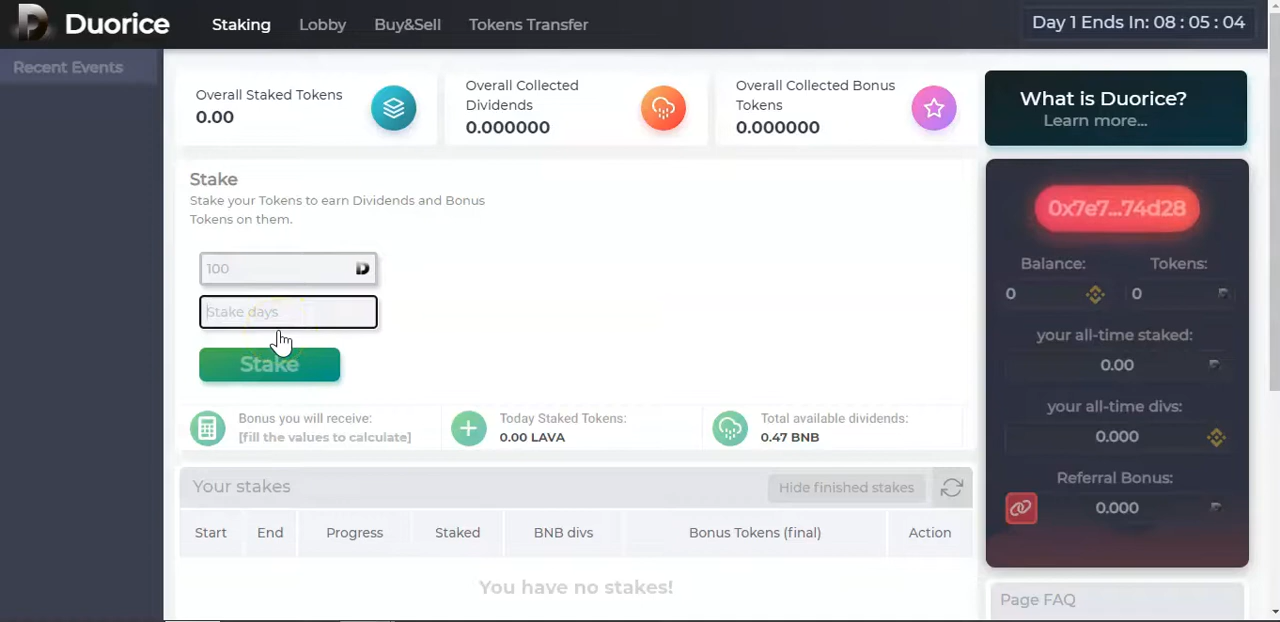 Duorice
Staking
Lobby
Buy&Sell
Tokens Transfer
Day 1 Ends In: 08 : 05 : 04
Recent Events
Overall Staked Tokens
0.00
Overall Collected
Dividends
0.000000
Overall Collected Bonus
Tokens
0.000000
What is Duorice?
Learn more...
Stake
Stake your Tokens to earn Dividends and Bonus
Tokens on them.
100
Stake days
Stake
Bonus you will receive:
[fill the values to calculate]
Today Staked Tokens:
0.00 LAVA
Total available dividends:
0.47 BNB
0x7e7...74d28
Balance:
Tokens:
0
0
your all-time staked:
0.00
your all-time divs:
0.000
Referral Bonus:
0.000
Your stakes
Hide finished stakes
Start
End
Progress
Staked
BNB divs
Bonus Tokens (final)
Action
You have no stakes!
Page FAQ